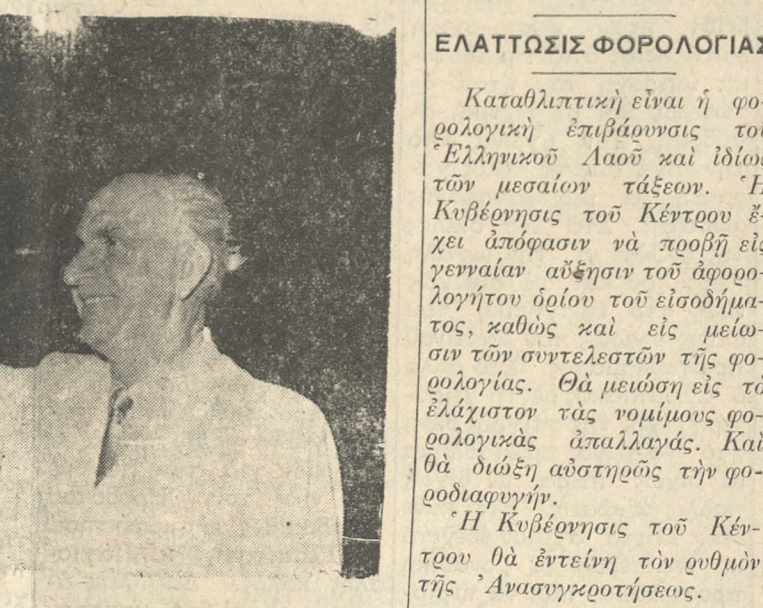 ΕΛΑΤΤΩΣΙΣ ΦΟΡΟΛΟΓΙΑΣ
Καταθλιπτικὴ εἶναι ἡ φο-
ρολογικὴ ἐπιβάρυνσις τοῦ
Ἑλληνικοῦ Λαοῦ καὶ ἰδίως
τῶν μεσαίων τάξεων. Ἡ
Κυβέρνησις τοῦ Κέντρου ἔ-
χει ἀπόφασιν νὰ προβῇ εἰς
γενναίαν αὔξησιν τοῦ ἀφορο-
λογήτου ὁρίου τοῦ εἰσοδήμα-
τος, καθὼς καὶ εἰς μείω-
σιν τῶν συντελεστῶν τῆς φο-
ρολογίας. Θὰ μειώση εἰς τὸ
ἐλάχιστον τὰς νομίμους φο-
ρολογικὰς ἀπαλλαγάς. Καὶ
θὰ διώξη αὐστηρῶς τὴν φο-
ροδιαφυγήν.
Ἡ Κυβέρνησις τοῦ Κέν-
τρου θὰ ἐντείνη τὸν ρυθμὸν
τῆς Ἀνασυγκροτήσεως.